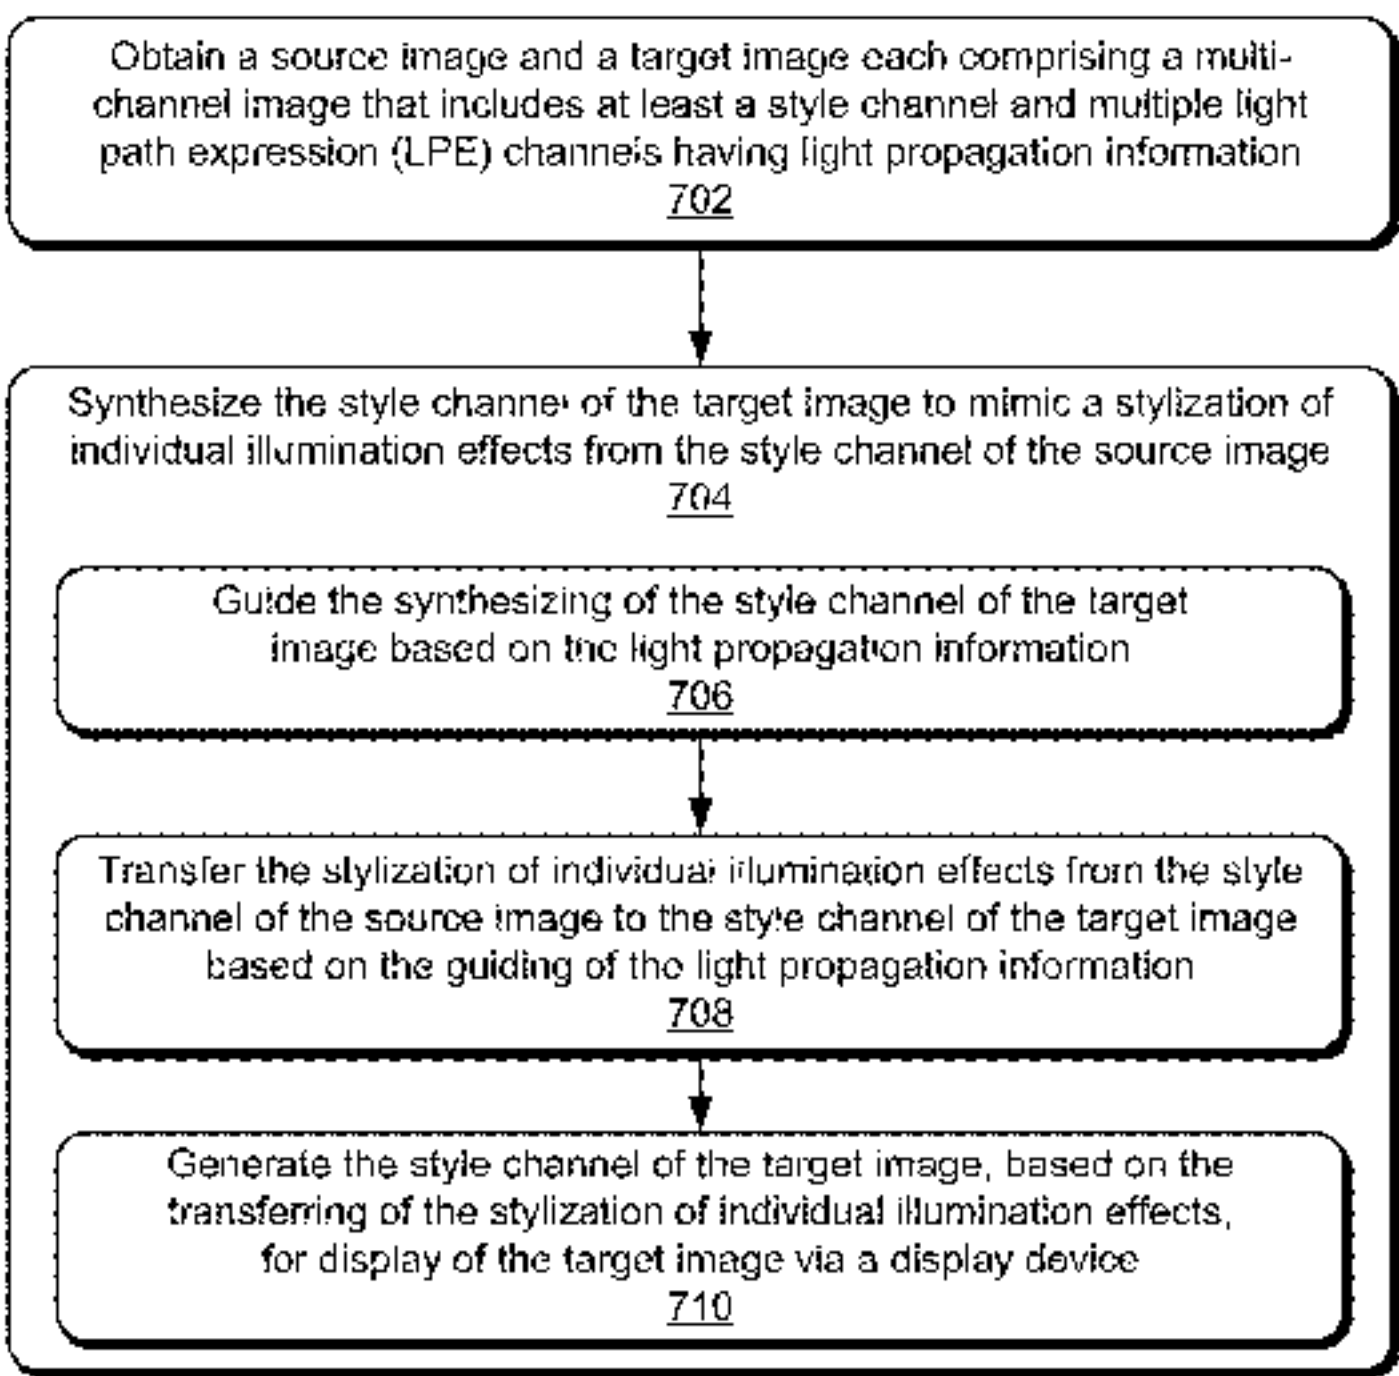 Obtain a source image and a target image each comprising a multi-
channel image that includes at least a style channel and multiple light
path expression (LPE) channels having light propagation information
702
Synthesize the style channel of the target image to mimic a stylization of
individual illumination effects from the style channel of the source image
704
Guide the synthesizing of the style channel of the target
image based on the light propagation information
706
Transfer the stylization of individual illumination effects from the style
channel of the source image to the style channel of the target image
based on the guiding of the light propagation information
708
Generate the style channel of the target image, based on the
transferring of the stylization of individual illumination effects,
for display of the target image via a display device
710